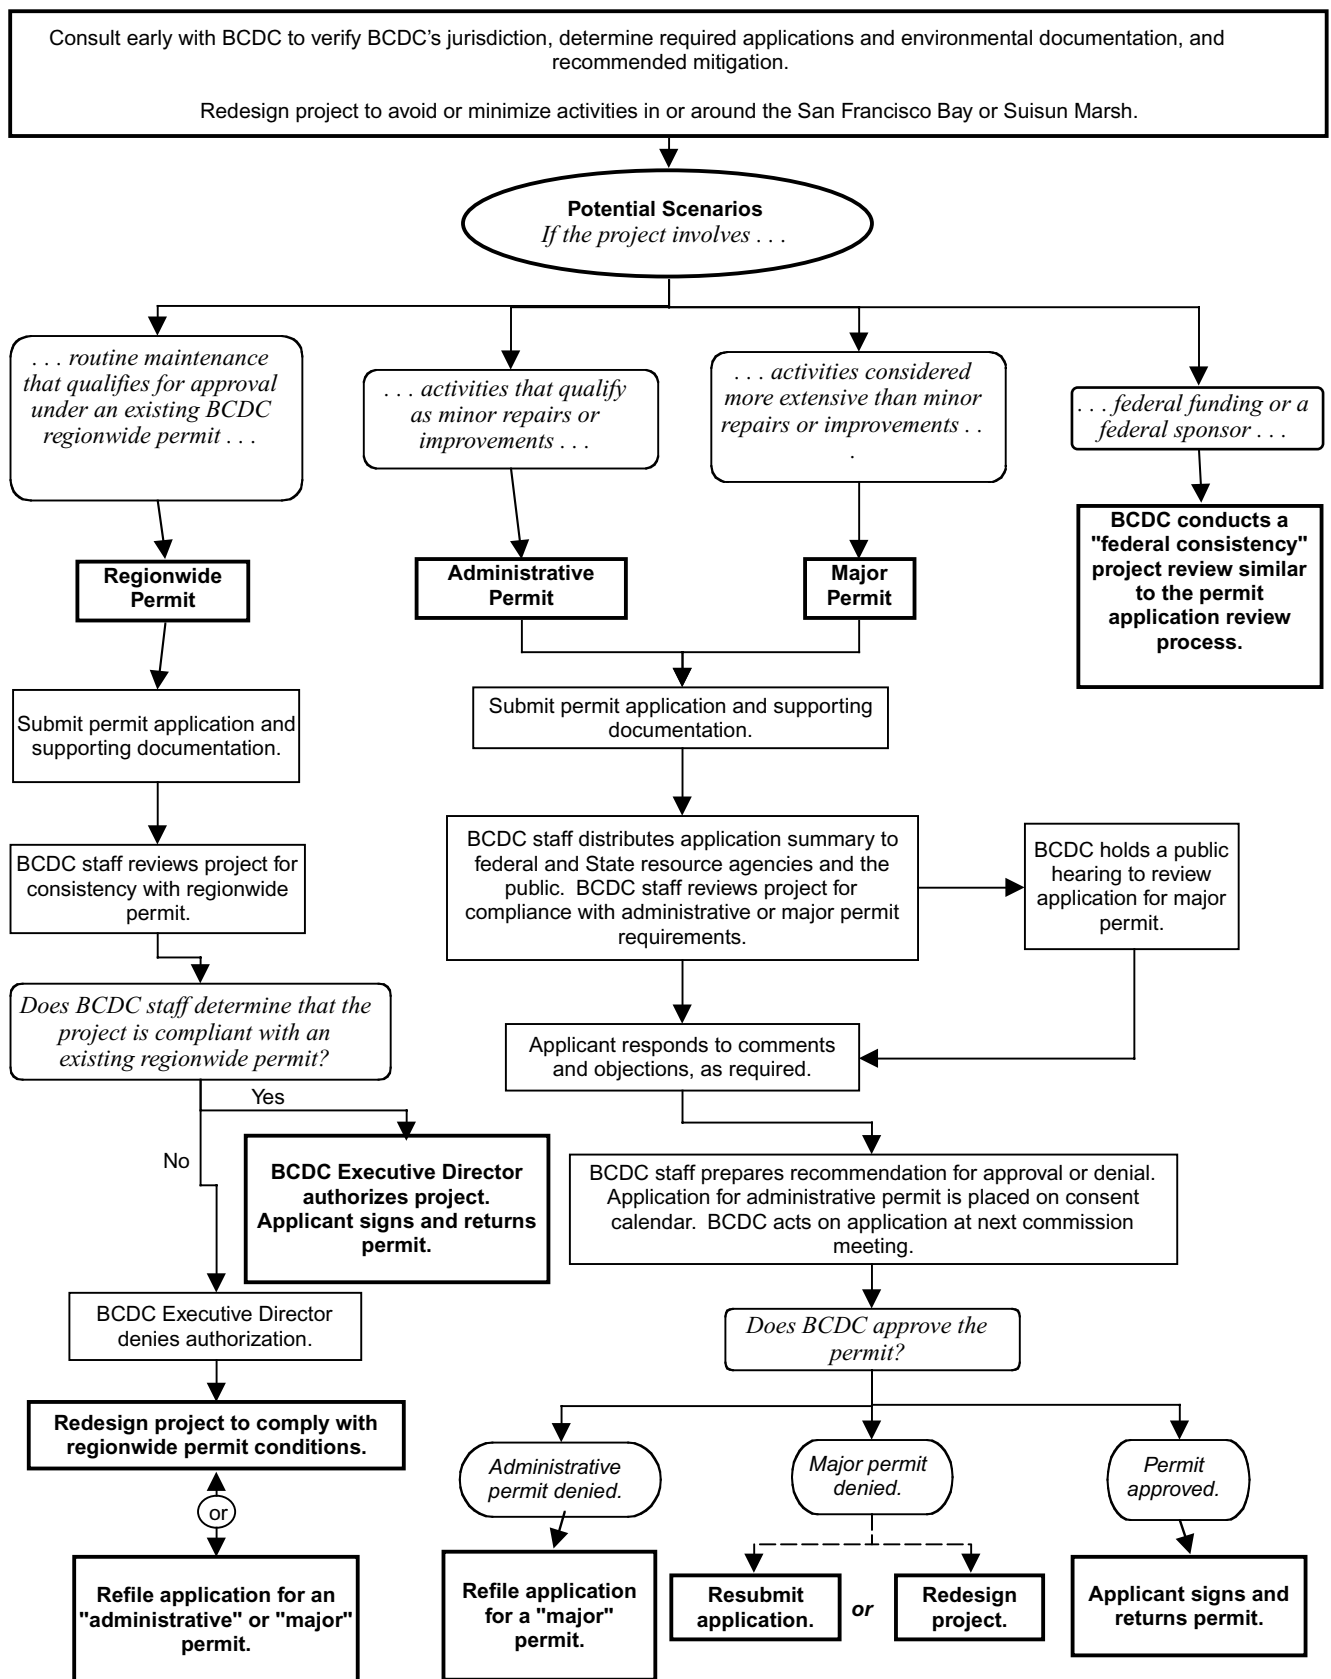 Consult early with BCDC to verify BCDC's jurisdiction, determine required applications and environmental documentation, and
recommended mitigation.
Redesign project to avoid or minimize activities in or around the San Francisco Bay or Suisun Marsh.
Potential Scenarios
If the project involves . . .
. . . routine maintenance
that qualifies for approval
under an existing BCDC
regionwide permit . . .
. . . activities that qualify
as minor repairs or
improvements . . .
. . . activities considered
more extensive than minor
repairs or improvements . .
.
. . . federal funding or a
federal sponsor . . .
Regionwide
Permit
Administrative
Permit
Major
Permit
BCDC conducts a
"federal consistency"
project review similar
to the permit
application review
process.
Submit permit application and
supporting documentation.
Submit permit application and supporting
documentation.
BCDC staff reviews project for
consistency with regionwide
permit.
BCDC staff distributes application summary to
federal and State resource agencies and the
public.  BCDC staff reviews project for
compliance with administrative or major permit
requirements.
BCDC holds a public
hearing to review
application for major
permit.
Does BCDC staff determine that the
project is compliant with an
existing regionwide permit?
Applicant responds to comments
and objections, as required.
Yes
No
BCDC Executive Director
authorizes project.
Applicant signs and returns
permit.
BCDC staff prepares recommendation for approval or denial.
Application for administrative permit is placed on consent
calendar.  BCDC acts on application at next commission
meeting.
BCDC Executive Director
denies authorization.
Does BCDC approve the
permit?
Redesign project to comply with
regionwide permit conditions.
or
Refile application for an
"administrative" or "major"
permit.
Administrative
permit denied.
Major permit
denied.
Permit
approved.
Refile application
for a "major"
permit.
Resubmit
application.
or
Redesign
project.
Applicant signs and
returns permit.